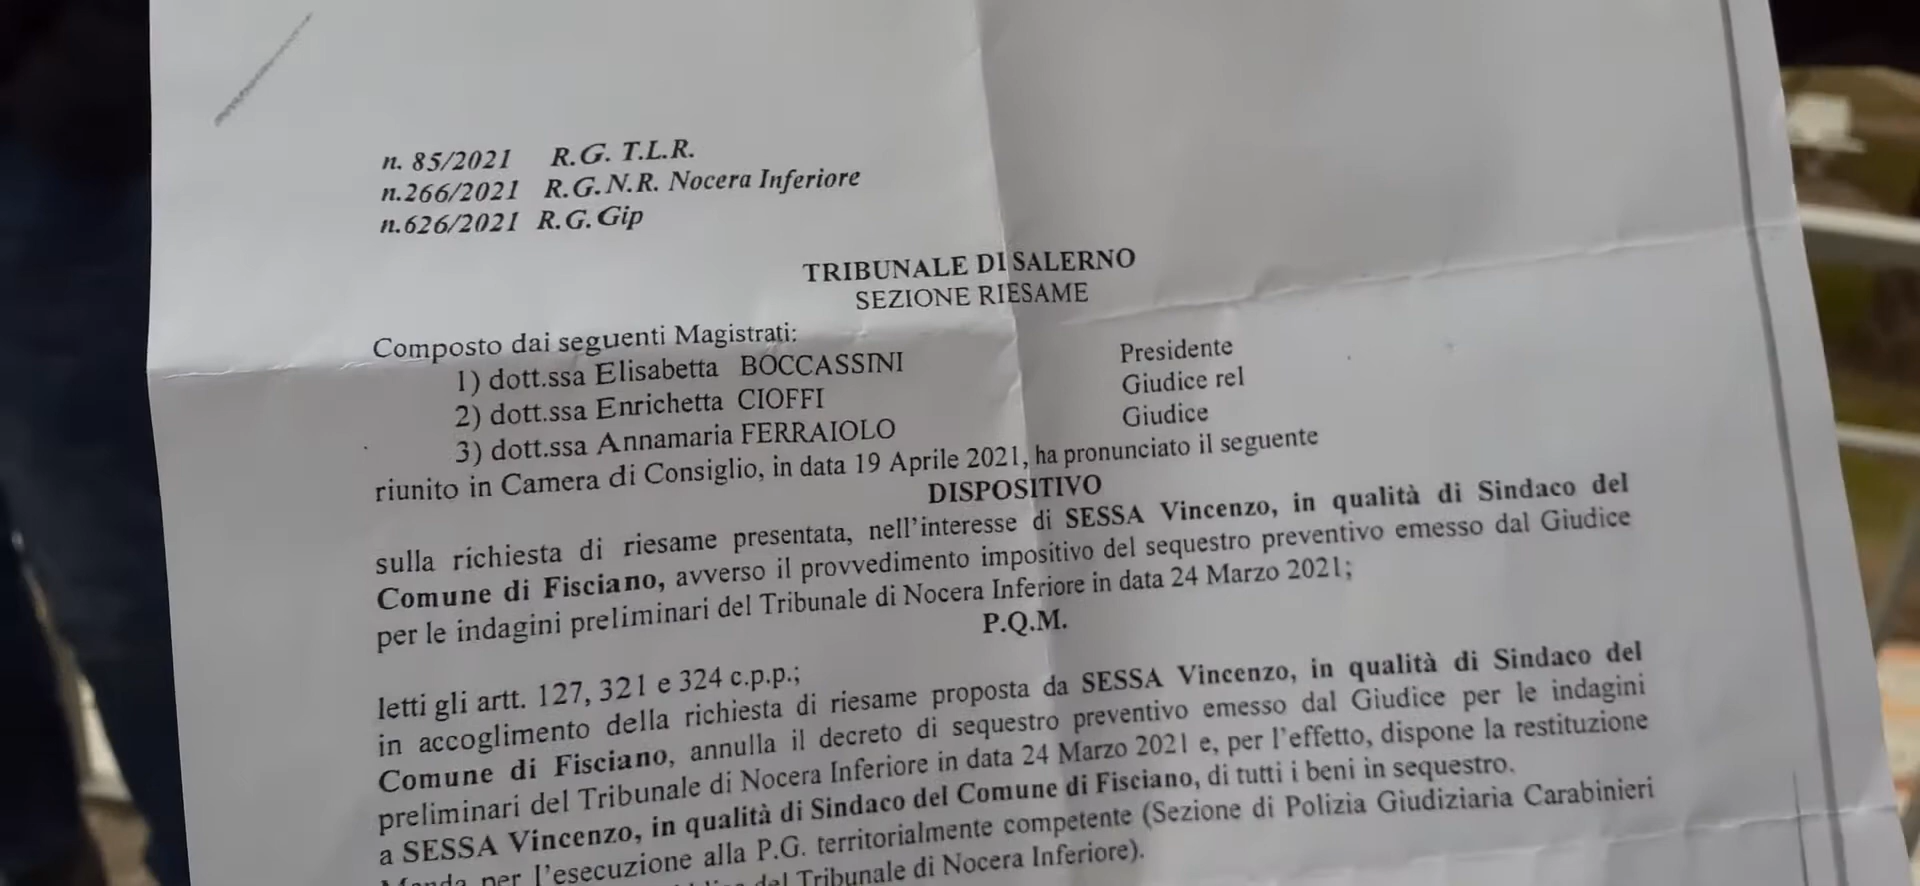 n. 85/2021 R.G. T.L.R.
n.266/2021 R.G.N.R. Nocera Inferiore
n.626/2021 R.G.Gip
TRIBUNALE DI SALERNO
SEZIONE RIESAME
Composto dai seguenti Magistrati:
1) dott.ssa Elisabetta BOCCASSINI Presidente
2) dott.ssa Enrichetta CIOFFI Giudice rel
3) dott.ssa Annamaria FERRAIOLO Giudice
riunito in Camera di Consiglio, in data 19 Aprile 2021, ha pronunciato il seguente
DISPOSITIVO
sulla richiesta di riesame presentata, nell'interesse di SESSA Vincenzo, in qualità di Sindaco del
Comune di Fisciano, avverso il provvedimento impositivo del sequestro preventivo emesso dal Giudice
per le indagini preliminari del Tribunale di Nocera Inferiore in data 24 Marzo 2021;
P.Q.M.
letti gli artt. 127, 321 e 324 c.p.p.;
in accoglimento della richiesta di riesame proposta da SESSA Vincenzo, in qualità di Sindaco del
Comune di Fisciano, annulla il decreto di sequestro preventivo emesso dal Giudice per le indagini
preliminari del Tribunale di Nocera Inferiore in data 24 Marzo 2021 e, per l'effetto, dispone la restituzione
a SESSA Vincenzo, in qualità di Sindaco del Comune di Fisciano, di tutti i beni in sequestro.
Manda per l'esecuzione alla P.G. territorialmente competente (Sezione di Polizia Giudiziaria Carabinieri
del Tribunale di Nocera Inferiore).